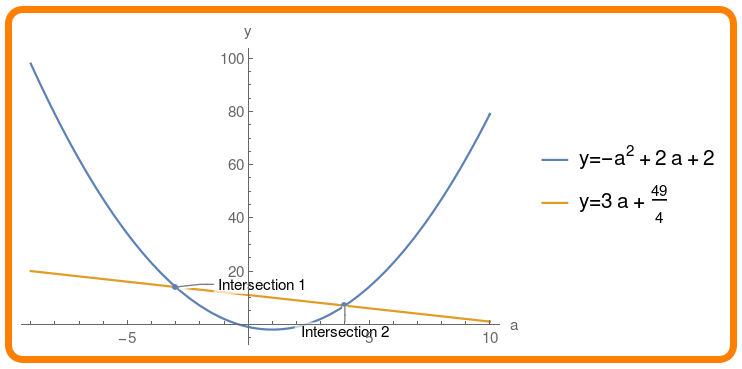 y
100
80
60
40
20
Intersection 1
Intersection 2
−5
5
10
a
y=−a² + 2 a + 2
y=3 a + 49/4